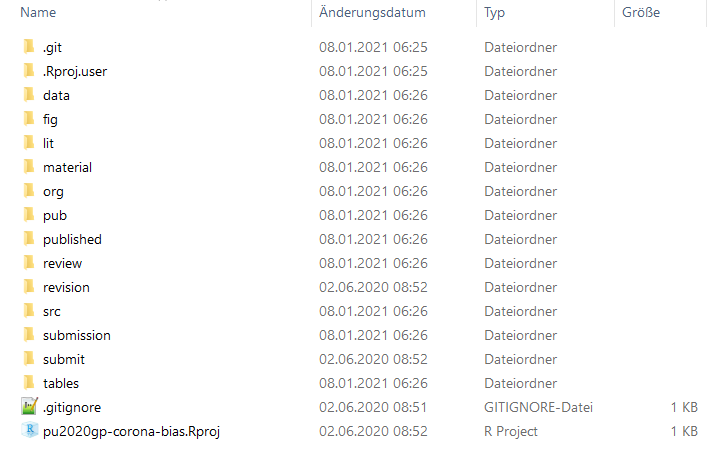 Name Änderungsdatum Typ Größe
.git 08.01.2021 06:25 Dateiordner
.Rproj.user 08.01.2021 06:25 Dateiordner
data 08.01.2021 06:26 Dateiordner
fig 08.01.2021 06:26 Dateiordner
lit 08.01.2021 06:26 Dateiordner
material 08.01.2021 06:26 Dateiordner
org 08.01.2021 06:26 Dateiordner
pub 08.01.2021 06:26 Dateiordner
published 08.01.2021 06:26 Dateiordner
review 08.01.2021 06:26 Dateiordner
revision 02.06.2020 08:52 Dateiordner
src 08.01.2021 06:26 Dateiordner
submission 08.01.2021 06:26 Dateiordner
submit 02.06.2020 08:52 Dateiordner
tables 08.01.2021 06:26 Dateiordner
.gitignore 02.06.2020 08:51 GITIGNORE-Datei 1 KB
pu2020gp-corona-bias.Rproj 02.06.2020 08:52 R Project 1 KB